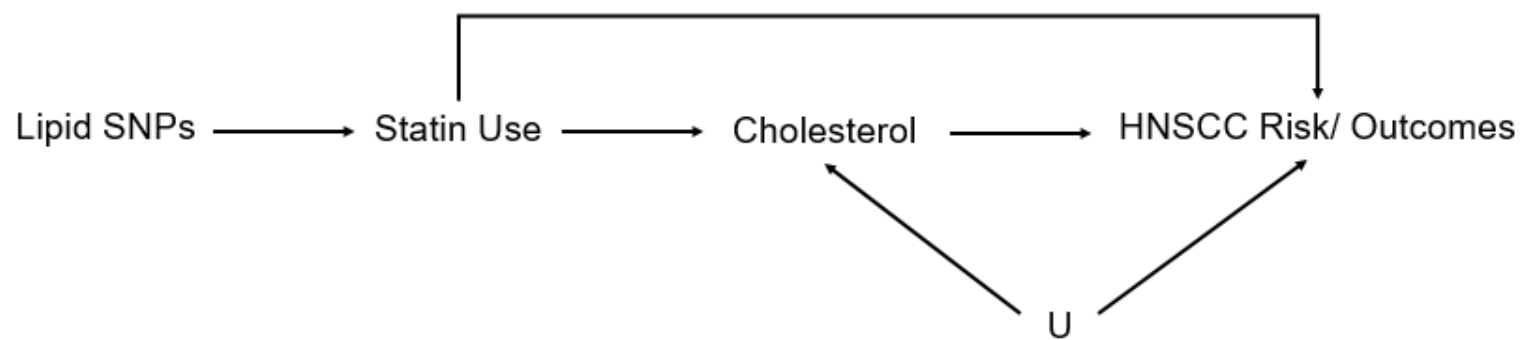 Lipid SNPs
Statin Use
Cholesterol
HNSCC Risk/ Outcomes
U